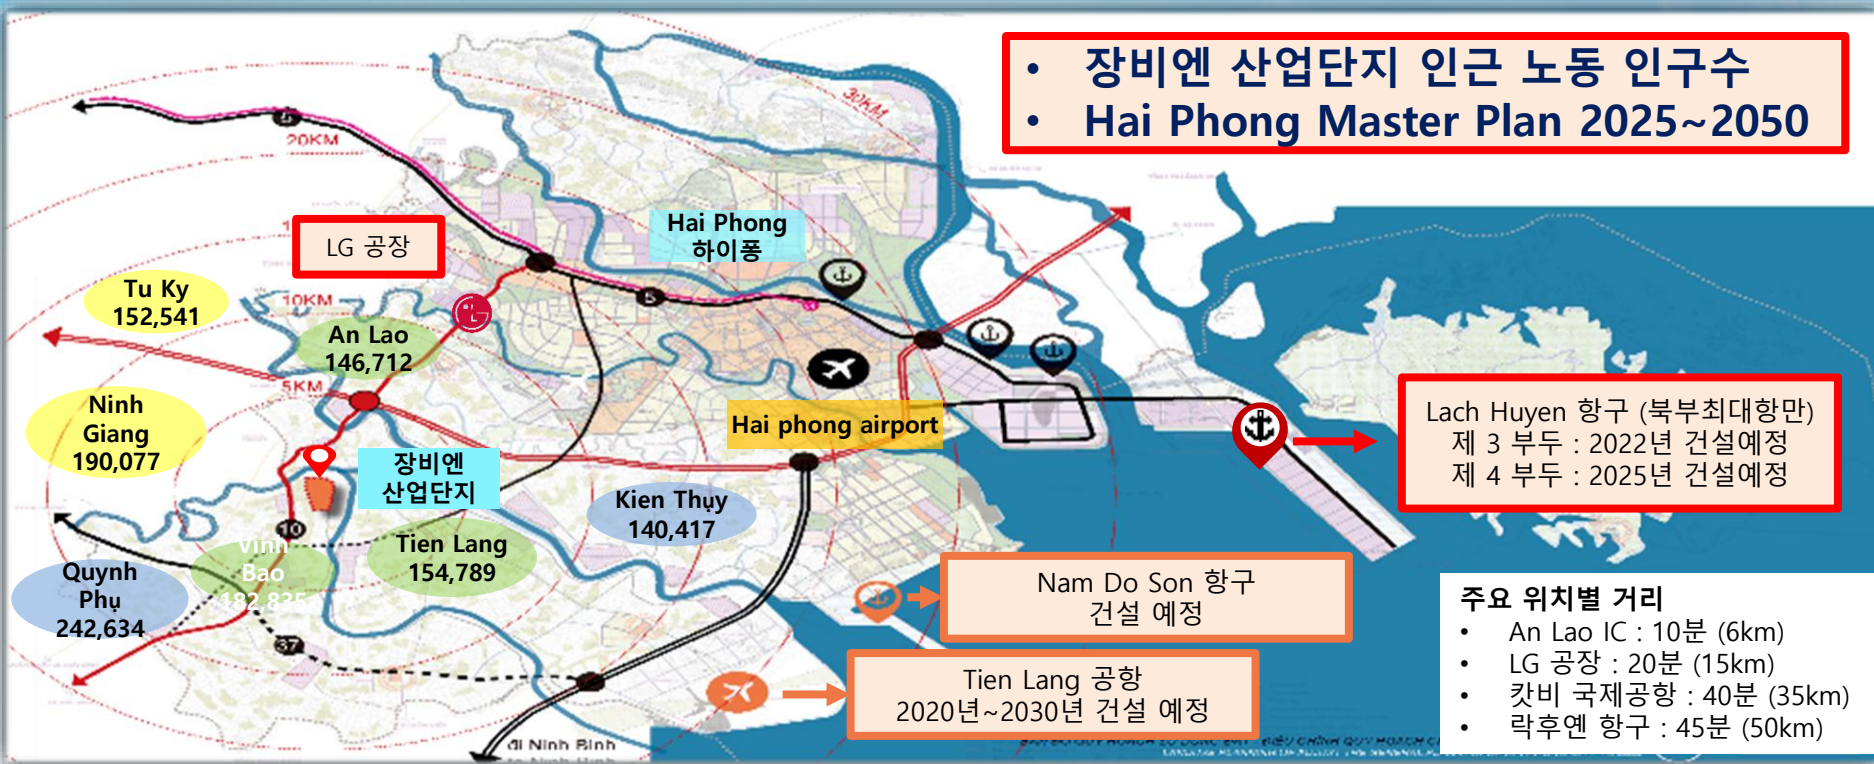 • 장비엔 산업단지 인근 노동 인구수
• Hai Phong Master Plan 2025~2050
30KM
20KM
LG 공장
Hai Phong
하이퐁
Tu Ky
152,541
10KM
An Lao
146,712
5KM
5
LG
Ninh
Giang
190,077
Hai phong airport
장비엔
산업단지
Lach Huyen 항구 (북부최대항만)
제 3 부두 : 2022년 건설예정
제 4 부두 : 2025년 건설예정
Kien Thụy
140,417
10
Tien Lang
154,789
Vinh
Bao
182,835
Quynh
Phụ
242,634
37
Nam Do Son 항구
건설 예정
Tien Lang 공항
2020년~2030년 건설 예정
주요 위치별 거리
• An Lao IC : 10분 (6km)
• LG 공장 : 20분 (15km)
• 캇비 국제공항 : 40분 (35km)
• 락후옌 항구 : 45분 (50km)
đi Ninh Binh